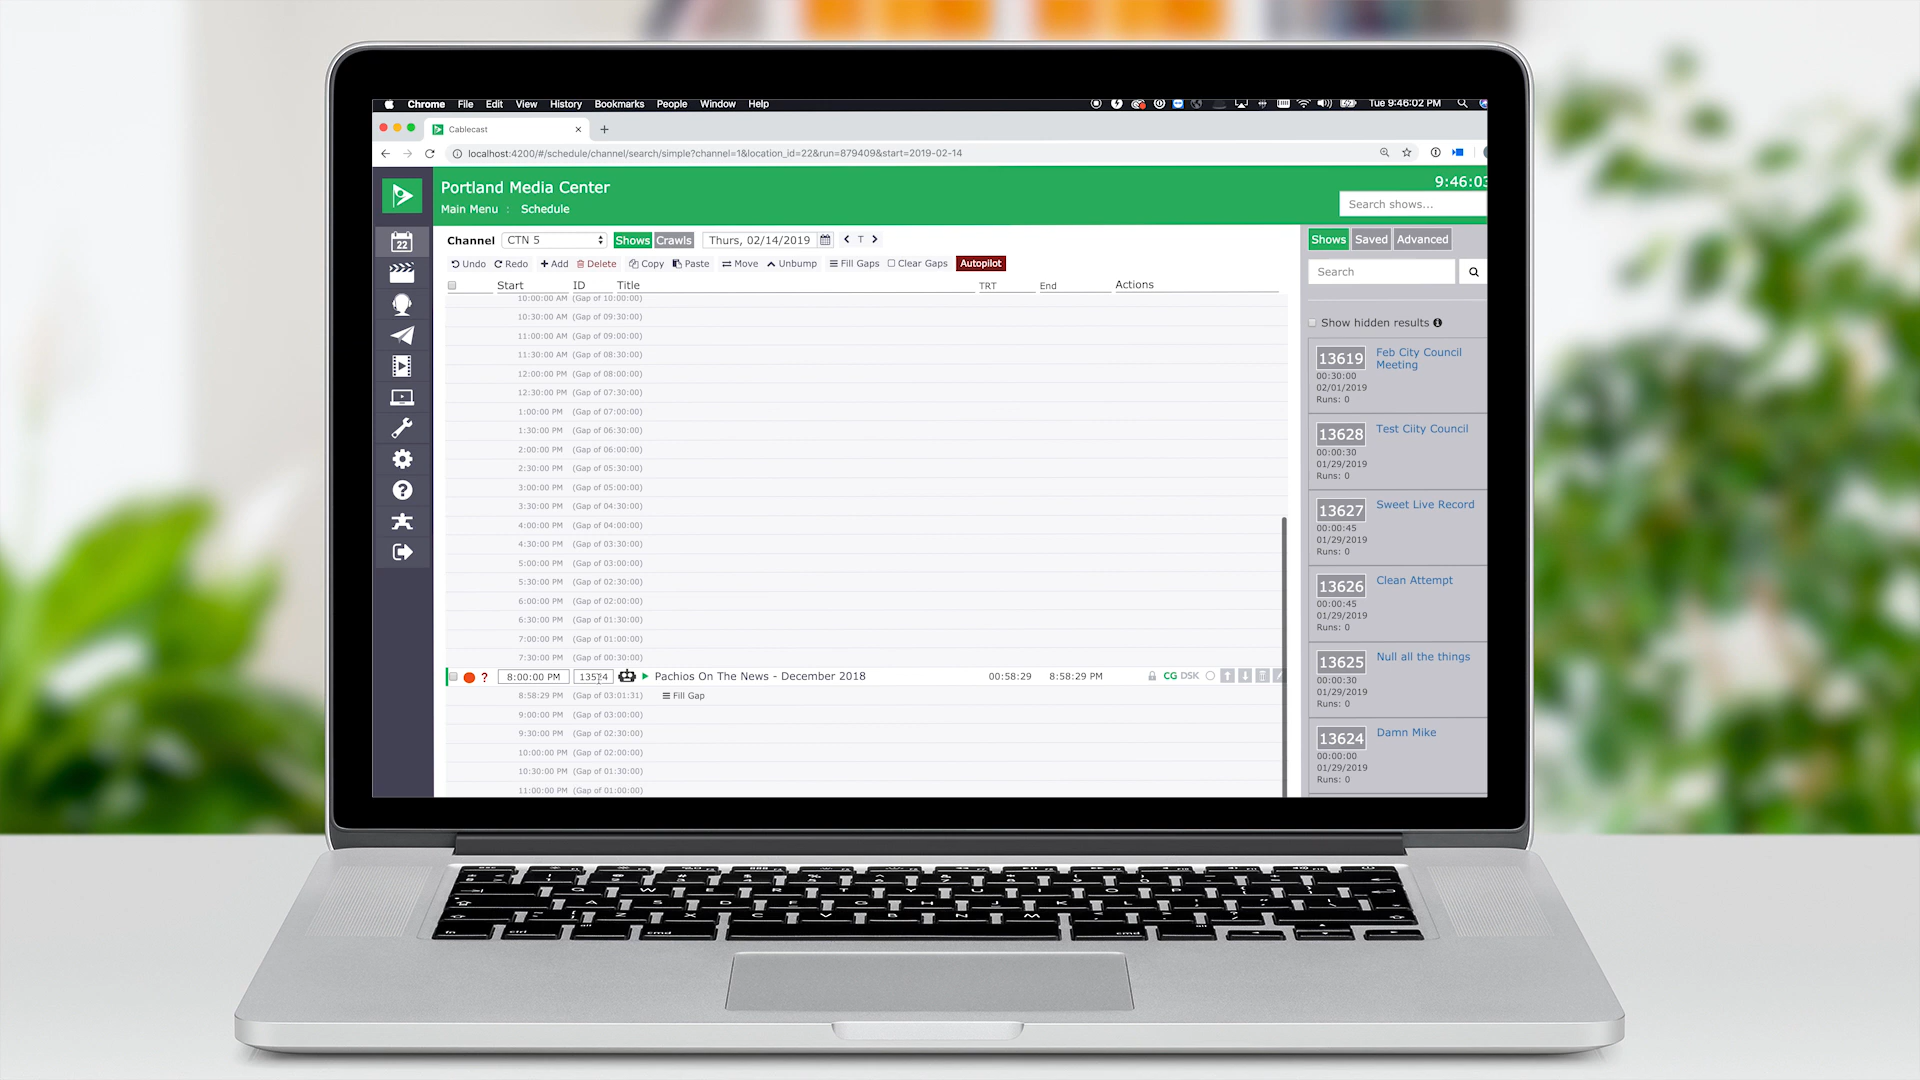 Chrome File Edit View History Bookmarks People Window Help Tue 9:46:02 PM
Cablecast
localhost:4200/#/schedule/channel/search/simple?channel=1&location_id=22&run=879409&start=2019-02-14
Portland Media Center
9:46:03
Main Menu : Schedule
Search shows...
Channel CTN 5 Shows Crawls Thurs, 02/14/2019 T
Undo Redo Add Delete Copy Paste Move Unbump Fill Gaps Clear Gaps Autopilot
Start ID Title TRT End Actions
10:00:00 AM (Gap of 10:00:00)
10:30:00 AM (Gap of 09:30:00)
11:00:00 AM (Gap of 09:00:00)
11:30:00 AM (Gap of 08:30:00)
12:00:00 PM (Gap of 08:00:00)
12:30:00 PM (Gap of 07:30:00)
1:00:00 PM (Gap of 07:00:00)
1:30:00 PM (Gap of 06:30:00)
2:00:00 PM (Gap of 06:00:00)
2:30:00 PM (Gap of 05:30:00)
3:00:00 PM (Gap of 05:00:00)
3:30:00 PM (Gap of 04:30:00)
4:00:00 PM (Gap of 04:00:00)
4:30:00 PM (Gap of 03:30:00)
5:00:00 PM (Gap of 03:00:00)
5:30:00 PM (Gap of 02:30:00)
6:00:00 PM (Gap of 02:00:00)
6:30:00 PM (Gap of 01:30:00)
7:00:00 PM (Gap of 01:00:00)
7:30:00 PM (Gap of 00:30:00)
? 8:00:00 PM Pachios On The News - December 2018 00:58:29 8:58:29 PM CG DSK
8:58:29 PM (Gap of 03:01:31) Fill Gap
9:00:00 PM (Gap of 03:00:00)
9:30:00 PM (Gap of 02:30:00)
10:00:00 PM (Gap of 02:00:00)
10:30:00 PM (Gap of 01:30:00)
11:00:00 PM (Gap of 01:00:00)
Shows Saved Advanced
Search
Show hidden results
13619 Feb City Council
Meeting
00:30:00
02/01/2019
Runs: 0
13628 Test Ciity Council
00:00:30
01/29/2019
Runs: 0
13627 Sweet Live Record
00:00:45
01/29/2019
Runs: 0
13626 Clean Attempt
00:00:45
01/29/2019
Runs: 0
13625 Null all the things
00:00:30
01/29/2019
Runs: 0
13624 Damn Mike
00:00:00
01/29/2019
Runs: 0
22
Q W E R T Y U I O P
A S D F G H J K L
Z X C V B N M
fn ctrl alt cmd cmd alt